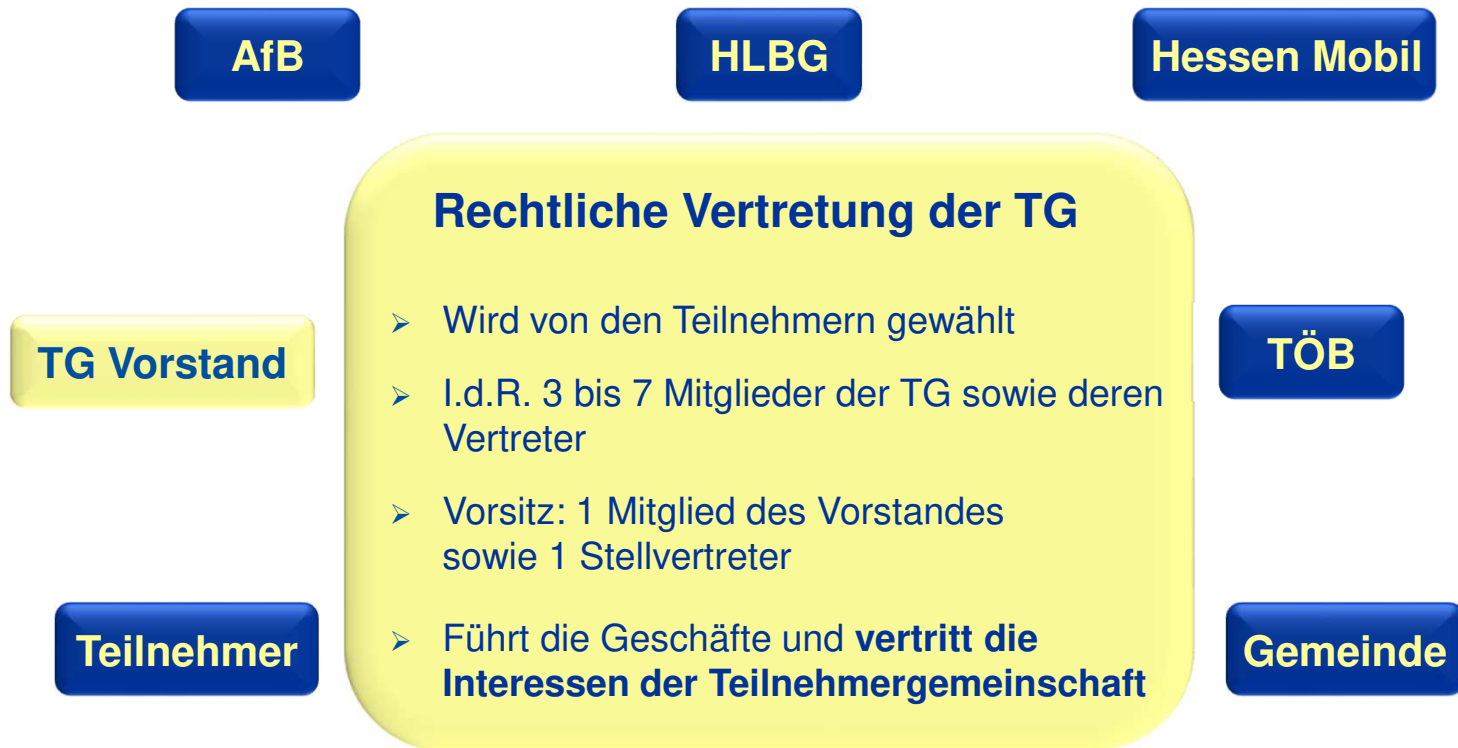 AfB
HLBG
Hessen Mobil
Rechtliche Vertretung der TG
➢ Wird von den Teilnehmern gewählt
➢ I.d.R. 3 bis 7 Mitglieder der TG sowie deren
Vertreter
➢ Vorsitz: 1 Mitglied des Vorstandes
sowie 1 Stellvertreter
➢ Führt die Geschäfte und vertritt die
Interessen der Teilnehmergemeinschaft
TG Vorstand
TÖB
Teilnehmer
Gemeinde